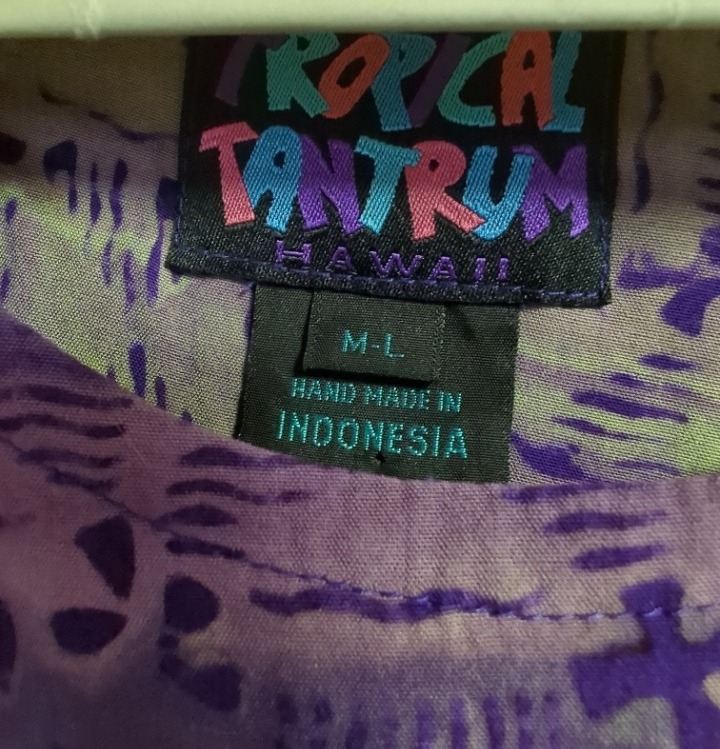 TROPICAL
TANTRUM
HAWAII
M-L
HAND MADE IN
INDONESIA